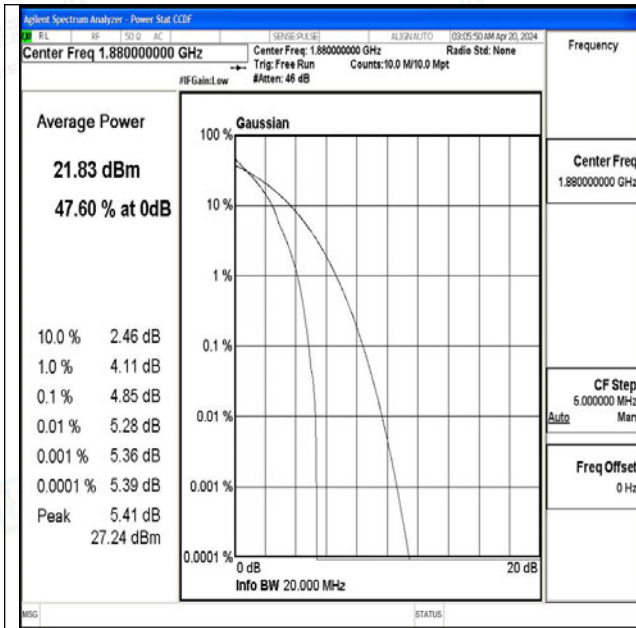 Agilent Spectrum Analyzer - Power Stat CCDF
RL RF 50 Ω AC SENSE:PULSE ALIGNAUTO 03:05:50 AM Apr 20, 2024
Center Freq 1.880000000 GHz
Center Freq: 1.880000000 GHz Radio Std: None
Trig: Free Run Counts:10.0 M/10.0 Mpt
#IFGain:Low #Atten: 46 dB
Frequency
Average Power
21.83 dBm
47.60 % at 0dB
10.0 % 2.46 dB
1.0 % 4.11 dB
0.1 % 4.85 dB
0.01 % 5.28 dB
0.001 % 5.36 dB
0.0001 % 5.39 dB
Peak 5.41 dB
27.24 dBm
Gaussian
100 %
10 %
1 %
0.1 %
0.01 %
0.001 %
0.0001 %
0 dB 20 dB
Info BW 20.000 MHz
Center Freq
1.880000000 GHz
CF Step
5.000000 MHz
Auto Man
Freq Offset
0 Hz
MSG STATUS